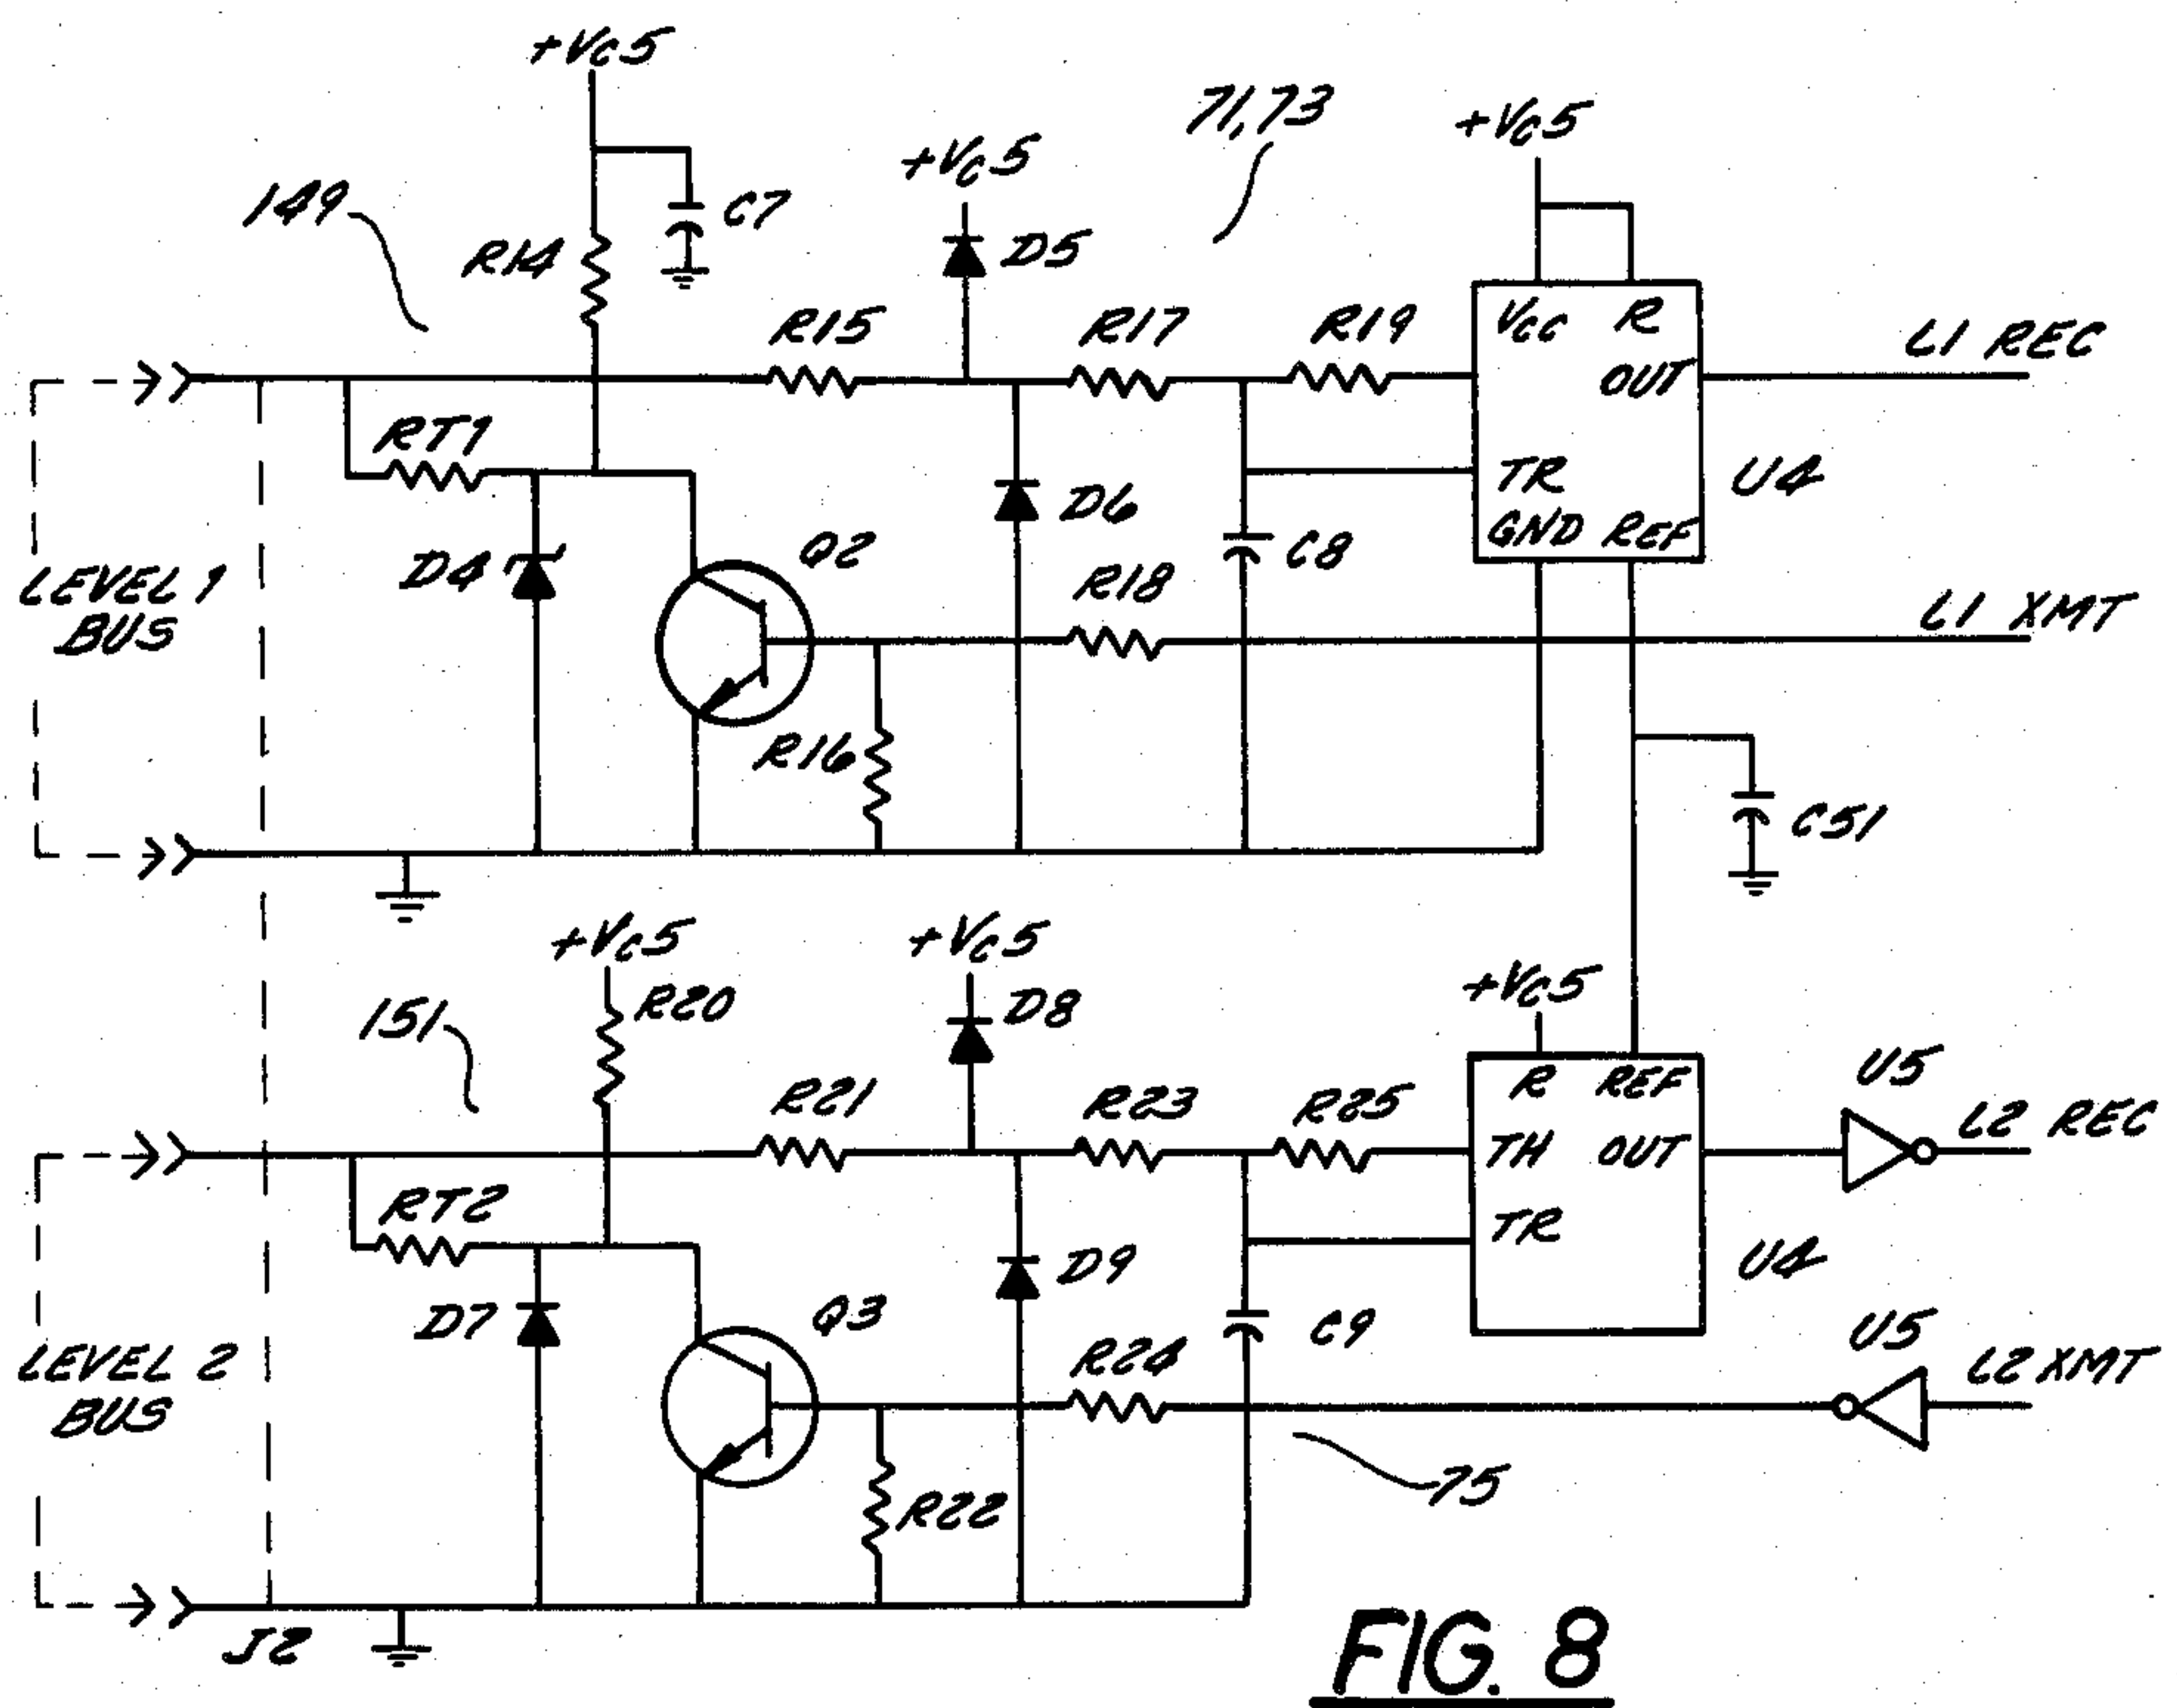 +VC5
71,73
+VC5
+VC5
149
C7
R14
D5
R15
R17
R19
VCC R
OUT
L1 REC
RT1
TR
U4
D6
GND REF
D4
Q2
C8
R18
LEVEL 1
BUS
L1 XMT
R16
C51
+VC5
+VC5
+VC5
R20
D8
151
R21
R23
R25
R REF
U5
L2 REC
TH OUT
RT2
TR
D9
U4
D7
Q3
C9
R24
U5
L2 XMT
LEVEL 2
BUS
75
R22
J2
FIG. 8